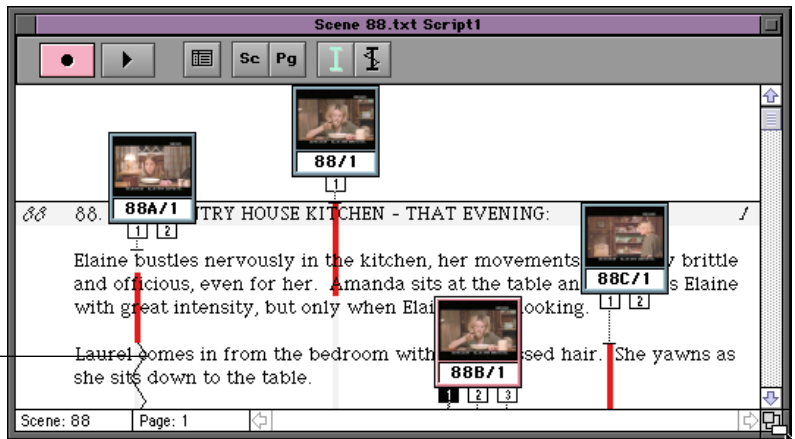 Scene 88.txt Script1
Sc Pg
88/1
1
88A/1
1 2
88 88. NTRY HOUSE KITCHEN - THAT EVENING: 1
Elaine bustles nervously in the kitchen, her movements y brittle
88C/1
1 2
and officious, even for her. Amanda sits at the table an s Elaine
with great intensity, but only when Elai ooking.
Laurel comes in from the bedroom with ssed hair. She yawns as
88B/1
1 2 3
she sits down to the table.
Scene: 88 Page: 1